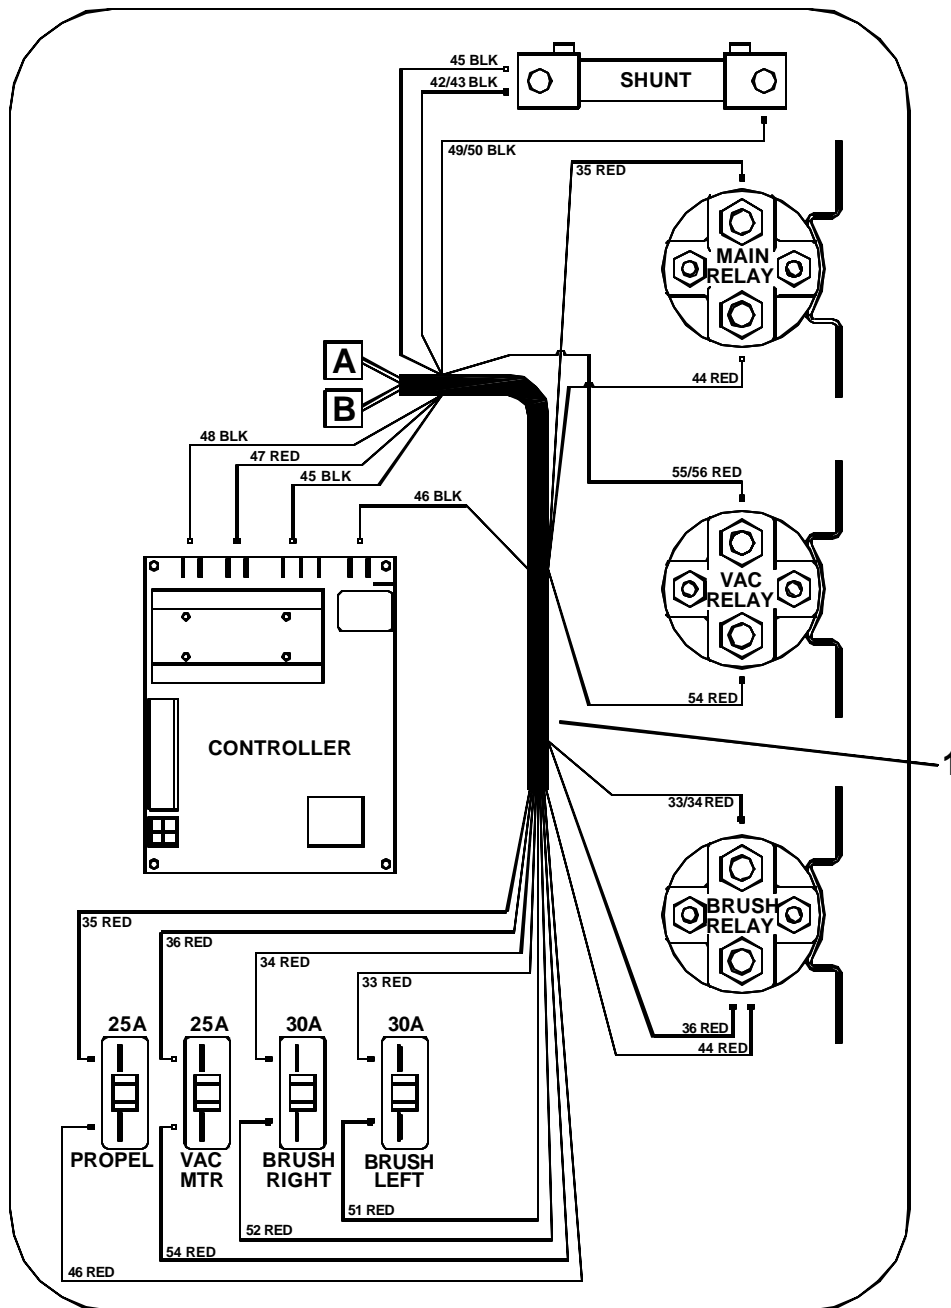 45 BLK
42/43 BLK
SHUNT
49/50 BLK
35 RED
MAIN
RELAY
44 RED
A
B
48 BLK
47 RED
45 BLK
46 BLK
55/56 RED
VAC
RELAY
54 RED
CONTROLLER
1
33/34 RED
BRUSH
RELAY
36 RED
44 RED
35 RED
36 RED
34 RED
33 RED
25A
25A
30A
30A
PROPEL
VAC
MTR
BRUSH
RIGHT
BRUSH
LEFT
51 RED
52 RED
54 RED
46 RED